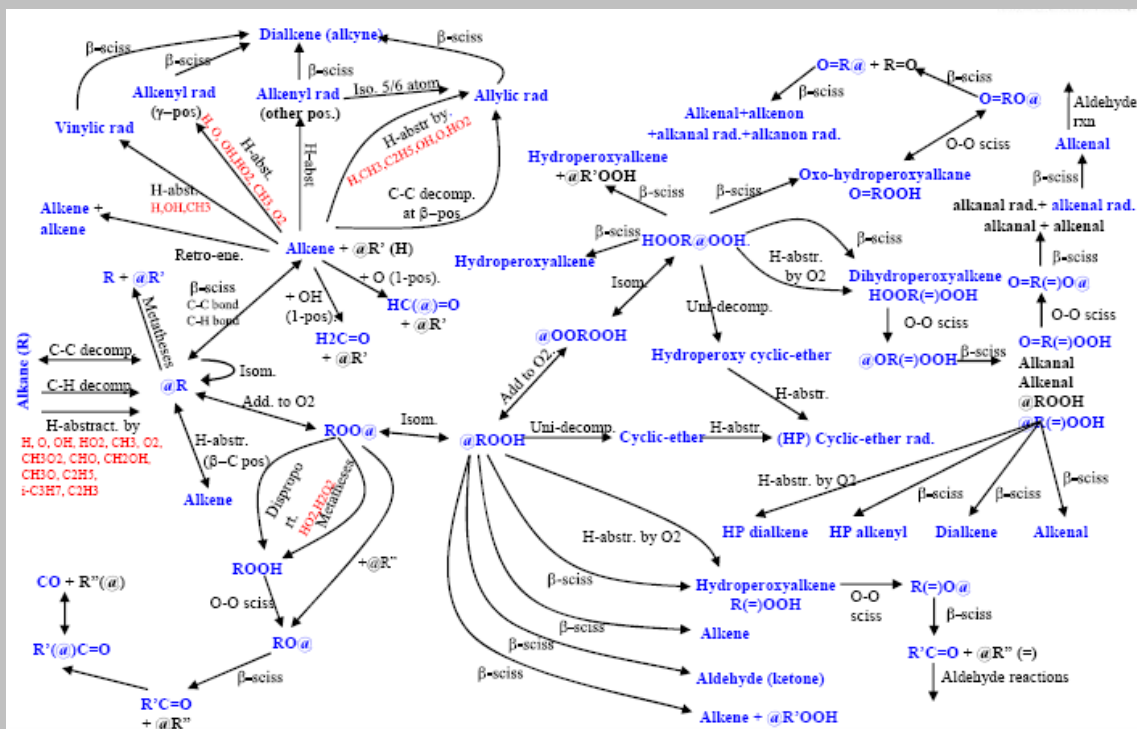 β-sciss
Dialkene (alkyne)
β-sciss
β-sciss
β-sciss
Alkenyl rad
(γ-pos)
Alkenyl rad
(other pos.)
Iso. 5/6 atom
Allylic rad
Vinylic rad
H, O, OH,HO2, CH3, O2
H-abst.
H-abst
H-abstr by.
H,CH3,C2H5,OH,O,HO2
H-abst.
H,OH,CH3
C-C decomp.
at β-pos
Alkene +
alkene
Retro-ene.
Alkene + @R' (H)
R + @R'
Metatheses
β-sciss
C-C bond
C-H bond
+ OH
(1-pos)
+ O (1-pos).
HC(@)=O
+ @R'
H2C=O
+ @R'
Alkane (R)
C-C decomp.
C-H decomp.
H-abstract. by
H, O, OH, HO2, CH3, O2,
CH3O2, CHO, CH2OH,
CH3O, C2H5,
i-C3H7, C2H3
@R
Isom.
Add. to O2
H-abstr.
(β-C pos)
Alkene
ROO@
Isom.
Dispropo
rt.
HO2,H2O2
Metatheses
+@R"
ROOH
O-O sciss.
RO@
β-sciss
R'C=O
+ @R"
R'(@)C=O
CO + R"(@)
O=R@ + R=O
β-sciss
β-sciss
O=RO@
Alkenal+alkenon
+alkanal rad.+alkanon rad.
O-O sciss
Oxo-hydroperoxyalkane
O=ROOH
Hydroperoxyalkene
+ @R'OOH
β-sciss
β-sciss
β-sciss
Hydroperoxyalkene
HOOR@OOH.
β-sciss
H-abstr.
by O2
Dihydroperoxyalkene
HOOR(=)OOH
O-O sciss
@OR(=)OOH
β-sciss
Isom.
Uni-decomp.
@OOROOH
Add to O2.
Hydroperoxy cyclic-ether
H-abstr.
@ROOH
Uni-decomp.
Cyclic-ether
H-abstr.
(HP) Cyclic-ether rad.
Aldehyde
rxn
Alkenal
β-sciss
alkanal rad.+ alkenal rad.
alkanal + alkenal
β-sciss
O=R(=)O@
O-O sciss
O=R(=)OOH
Alkanal
Alkenal
@ROOH
@R(=)OOH
H-abstr. by O2
β-sciss
β-sciss
β-sciss
HP dialkene
HP alkenyl
Dialkene
Alkenal
H-abstr. by O2
β-sciss
β-sciss
β-sciss
β-sciss
Hydroperoxyalkene
R(=)OOH
O-O
sciss
R(=)O@
β-sciss
R'C=O + @R" (=)
Aldehyde reactions
Alkene
Aldehyde (ketone)
Alkene + @R'OOH